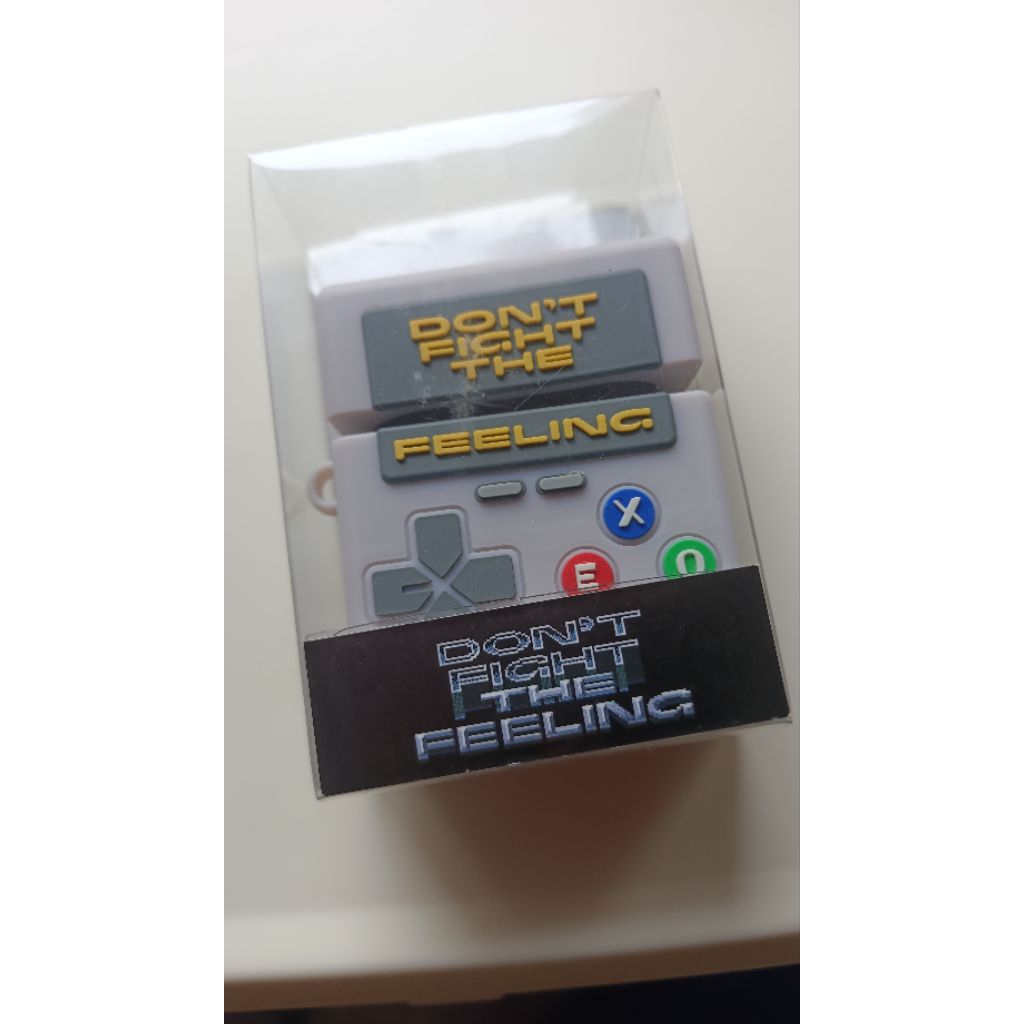 DON'T
FIGHT
THE
FEELING
X
E
O
DON'T
FIGHT
THE
FEELING